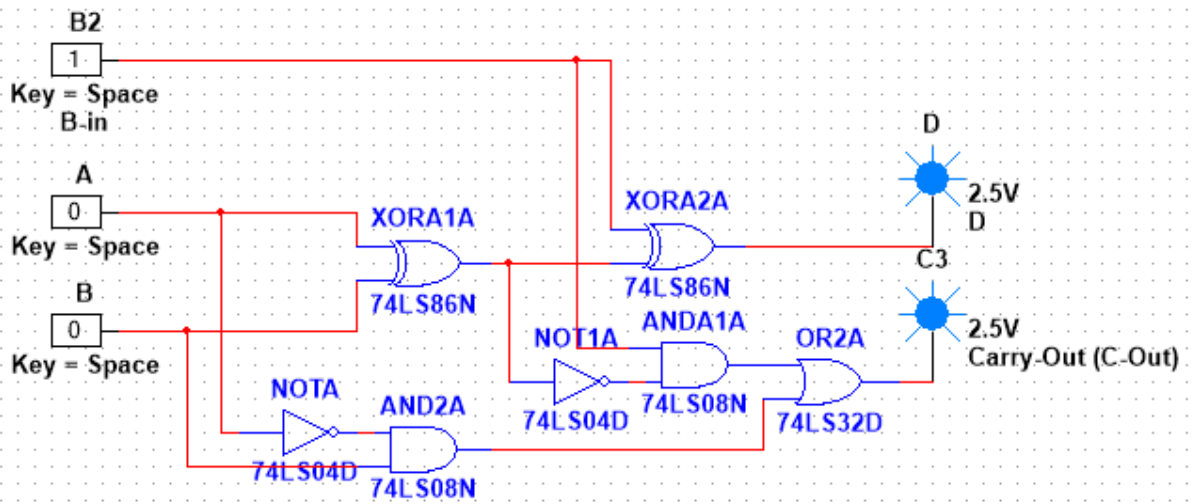 B2
1
Key = Space
B-in
A
0
Key = Space
B
0
Key = Space
XORA1A
74LS86N
XORA2A
74LS86N
NOT1A
74LS04D
ANDA1A
74LS08N
OR2A
74LS32D
NOTA
74LS04D
AND2A
74LS08N
D
2.5V
D
C3
2.5V
Carry-Out (C-Out)